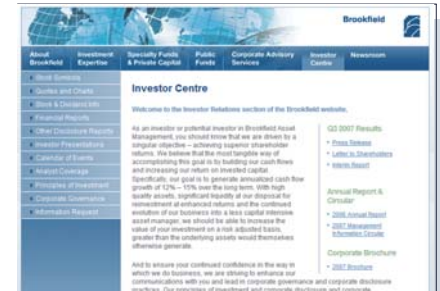 Brookfield
About Brookfield
Investment Expertise
Specialty Funds & Private Capital
Public Funds
Corporate Advisory Services
Investor Centre
Newsroom
Stock Symbols
Quotes and Charts
Stock & Dividend Info
Financial Reports
Other Disclosure Reports
Investor Presentations
Calendar of Events
Analyst Coverage
Principles of Investment
Corporate Governance
Information Request
Investor Centre
Welcome to the Investor Relations section of the Brookfield website.
As an investor or potential investor in Brookfield Asset
Management, you should know that we are driven by a
singular objective – achieving superior shareholder
returns. We believe that the most tangible way of
accomplishing this goal is by building our cash flows
and increasing our return on invested capital.
Specifically, our goal is to generate annualized cash flow
growth of 12% – 15% over the long term. With high
quality assets, significant liquidity at our disposal for
reinvestment at enhanced returns and the continued
evolution of our business into a less capital intensive
asset manager, we should be able to increase the
value of your investment on a risk adjusted basis,
greater than the underlying assets would themselves
otherwise generate.
And to ensure your continued confidence in the way in
which we do business, we are striving to enhance our
communications with you and lead in corporate governance and corporate disclosure
practices. Our principles of investment and corporate disclosure and corporate
Q3 2007 Results
Press Release
Letter to Shareholders
Interim Report
Annual Report &
Circular
2006 Annual Report
2007 Management
Information Circular
Corporate Brochure
2007 Brochure